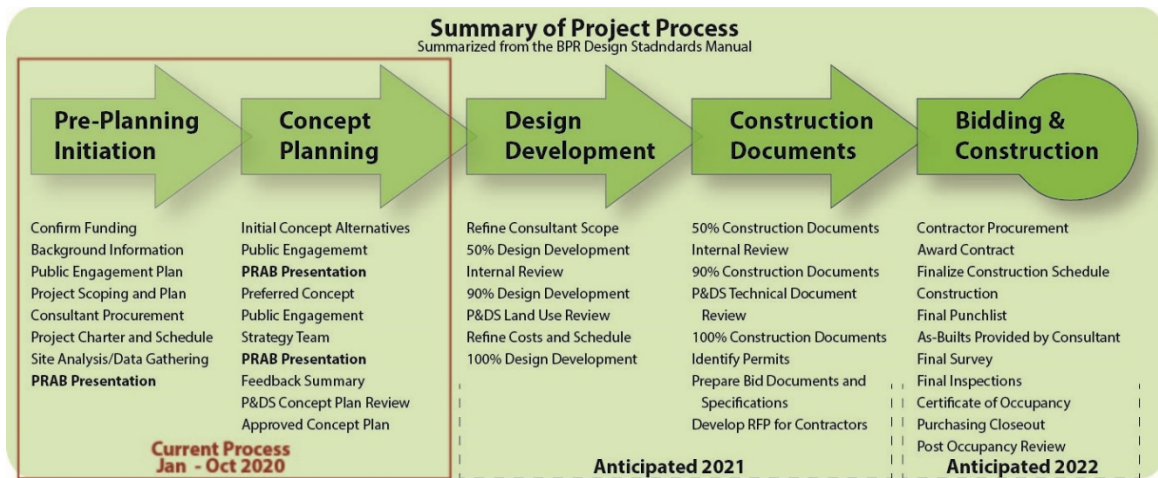 Summary of Project Process
Summarized from the BPR Design Stadndards Manual
Pre-Planning
Initiation
Confirm Funding
Background Information
Public Engagement Plan
Project Scoping and Plan
Consultant Procurement
Project Charter and Schedule
Site Analysis/Data Gathering
PRAB Presentation
Concept
Planning
Initial Concept Alternatives
Public Engagememt
PRAB Presentation
Preferred Concept
Public Engagement
Strategy Team
PRAB Presentation
Feedback Summary
P&DS Concept Plan Review
Approved Concept Plan
Current Process
Jan - Oct 2020
Design
Development
Refine Consultant Scope
50% Design Development
Internal Review
90% Design Development
P&DS Land Use Review
Refine Costs and Schedule
100% Design Development
Construction
Documents
50% Construction Documents
Internal Review
90% Construction Documents
P&DS Technical Document
Review
100% Construction Documents
Identify Permits
Prepare Bid Documents and
Specifications
Develop RFP for Contractors
Anticipated 2021
Bidding &
Construction
Contractor Procurement
Award Contract
Finalize Construction Schedule
Construction
Final Punchlist
As-Builts Provided by Consultant
Final Survey
Final Inspections
Certificate of Occupancy
Purchasing Closeout
Post Occupancy Review
Anticipated 2022